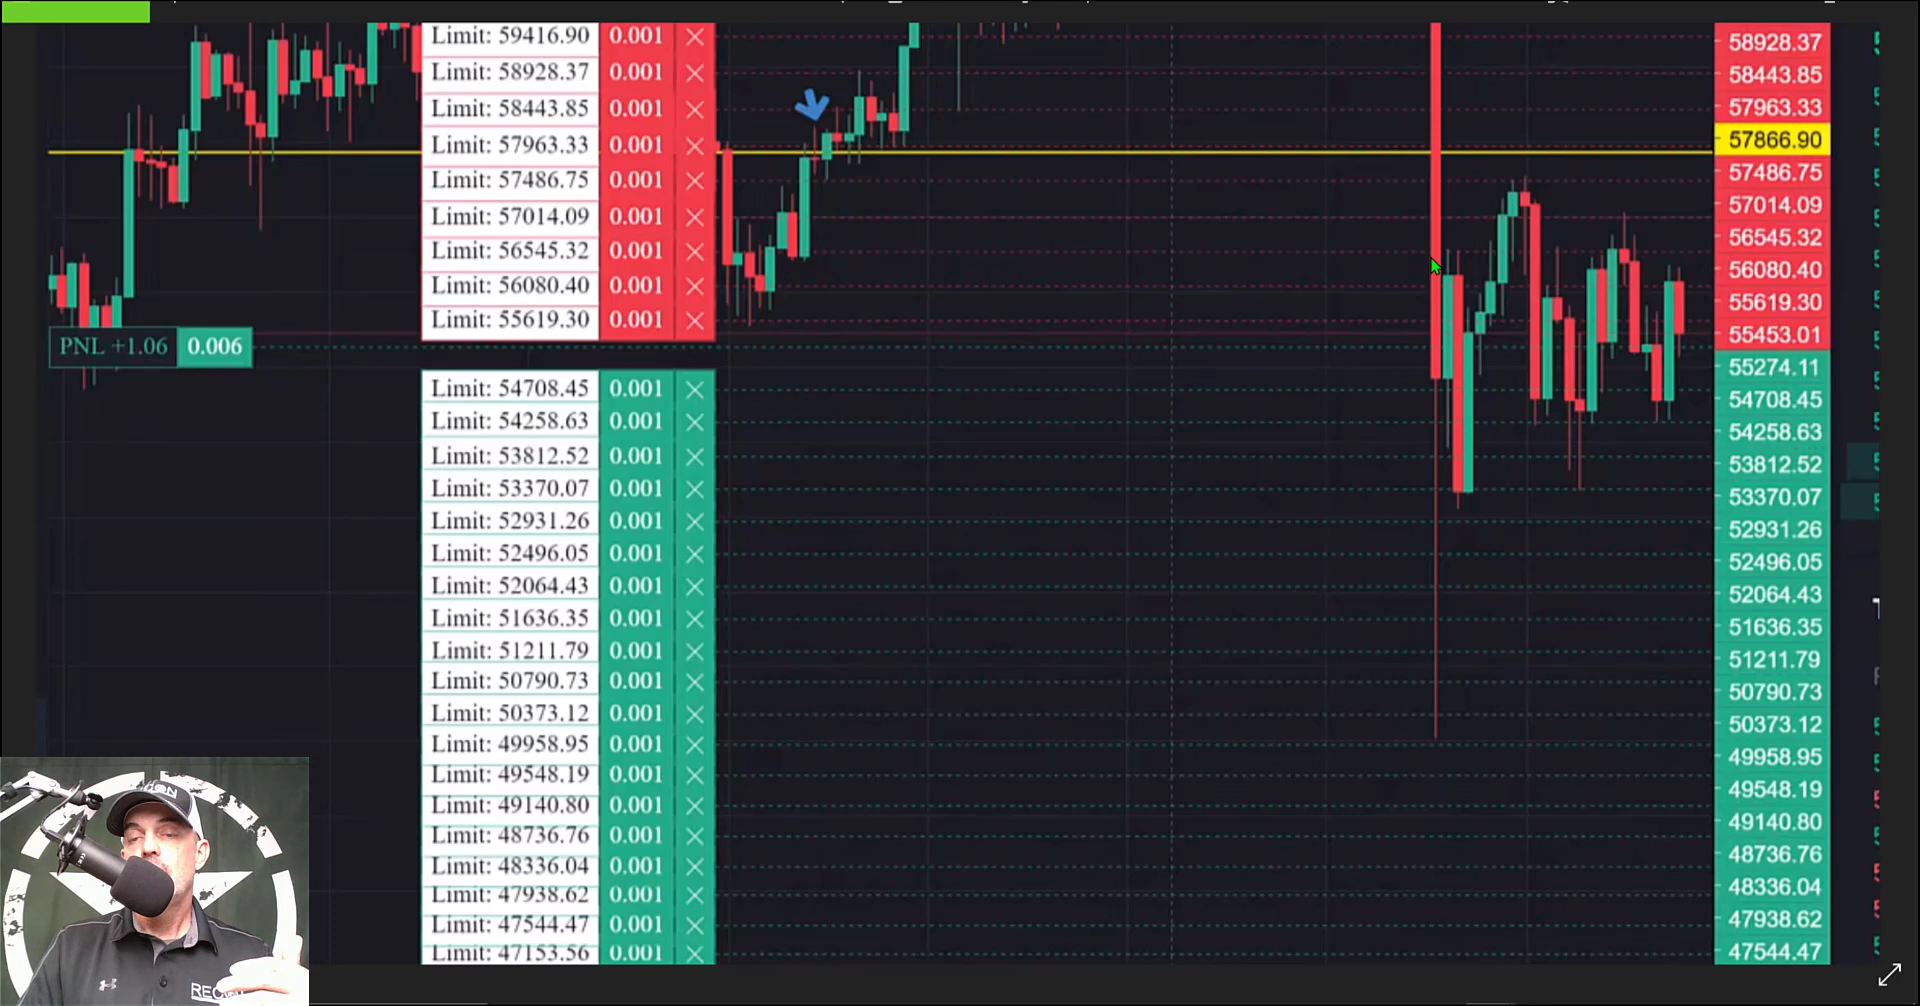 Limit: 59416.90 0.001
Limit: 58928.37 0.001
Limit: 58443.85 0.001
Limit: 57963.33 0.001
Limit: 57486.75 0.001
Limit: 57014.09 0.001
Limit: 56545.32 0.001
Limit: 56080.40 0.001
Limit: 55619.30 0.001
PNL +1.06 0.006
Limit: 54708.45 0.001
Limit: 54258.63 0.001
Limit: 53812.52 0.001
Limit: 53370.07 0.001
Limit: 52931.26 0.001
Limit: 52496.05 0.001
Limit: 52064.43 0.001
Limit: 51636.35 0.001
Limit: 51211.79 0.001
Limit: 50790.73 0.001
Limit: 50373.12 0.001
Limit: 49958.95 0.001
Limit: 49548.19 0.001
Limit: 49140.80 0.001
Limit: 48736.76 0.001
Limit: 48336.04 0.001
Limit: 47938.62 0.001
Limit: 47544.47 0.001
Limit: 47153.56 0.001
58928.37
58443.85
57963.33
57866.90
57486.75
57014.09
56545.32
56080.40
55619.30
55453.01
55274.11
54708.45
54258.63
53812.52
53370.07
52931.26
52496.05
52064.43
51636.35
51211.79
50790.73
50373.12
49958.95
49548.19
49140.80
48736.76
48336.04
47938.62
47544.47